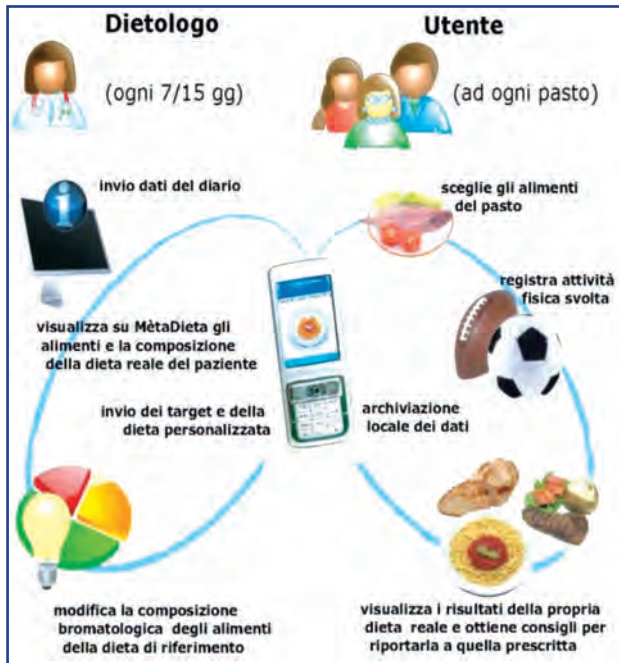 Dietologo
(ogni 7/15 gg)
invio dati del diario
visualizza su MètaDieta gli
alimenti e la composizione
della dieta reale del paziente
invio dei target e della
dieta personalizzata
modifica la composizione
bromatologica degli alimenti
della dieta di riferimento
Utente
(ad ogni pasto)
sceglie gli alimenti
del pasto
registra attività
fisica svolta
archiviazione
locale dei dati
visualizza i risultati della propria
dieta reale e ottiene consigli per
riportarla a quella prescritta